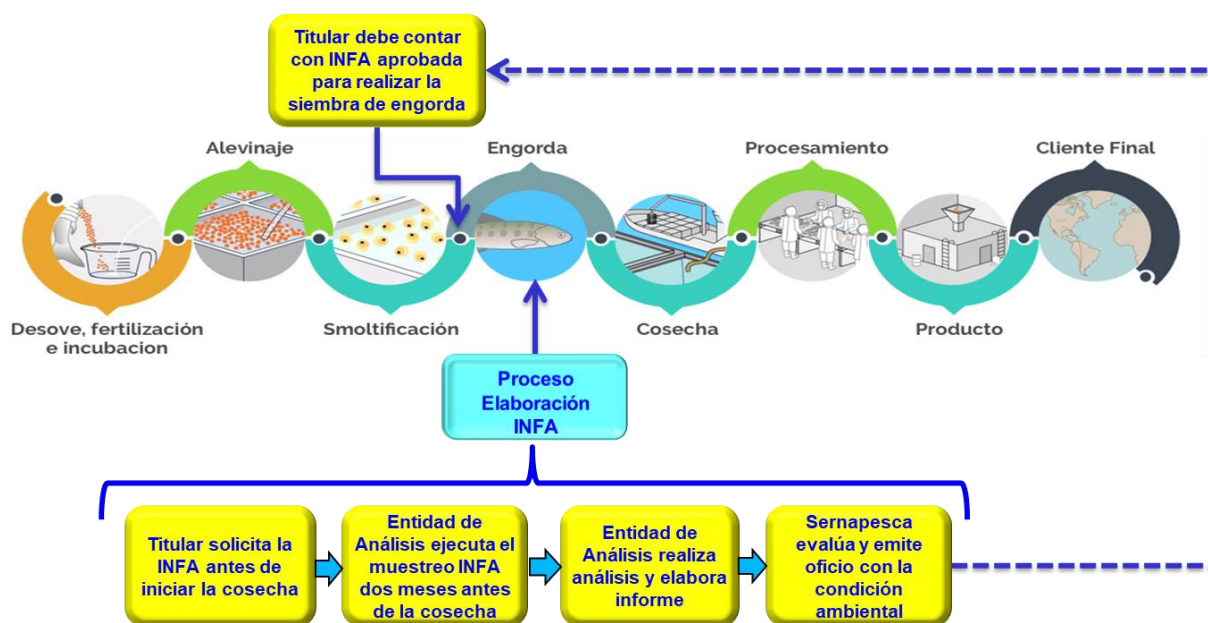 Titular debe contar
con INFA aprobada
para realizar la
siembra de engorda
Alevinaje
Engorda
Procesamiento
Cliente Final
Desove, fertilización
e incubacion
Smoltificación
Cosecha
Producto
Proceso
Elaboración
INFA
Titular solicita la
INFA antes de
iniciar la cosecha
Entidad de
Análisis ejecuta el
muestreo INFA
dos meses antes
de la cosecha
Entidad de
Análisis realiza
análisis y elabora
informe
Sernapesca
evalúa y emite
oficio con la
condición
ambiental